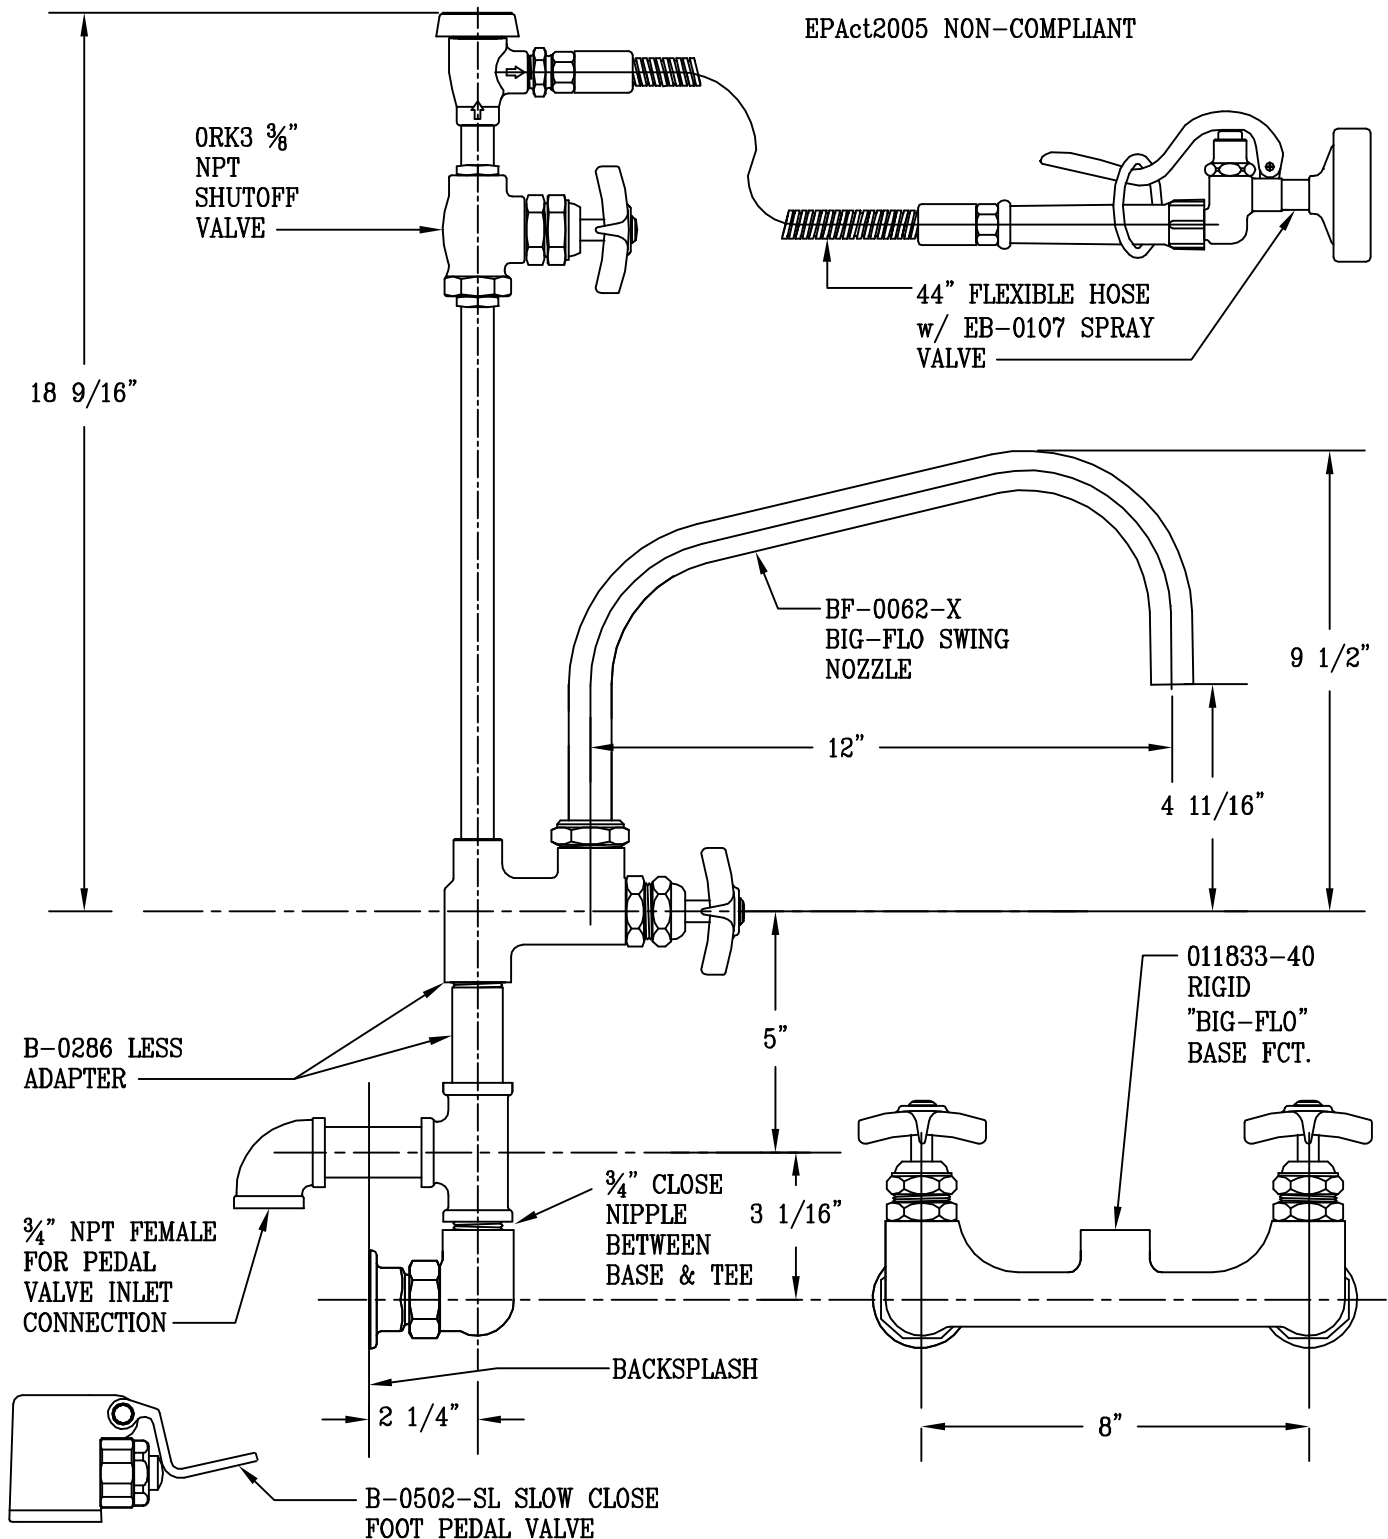 EPAct2005 NON-COMPLIANT
0RK3 ⅜"
NPT
SHUTOFF
VALVE
44" FLEXIBLE HOSE
w/ EB-0107 SPRAY
VALVE
18 9/16"
BF-0062-X
BIG-FLO SWING
NOZZLE
9 1/2"
12"
4 11/16"
011833-40
RIGID
"BIG-FLO"
BASE FCT.
5"
B-0286 LESS
ADAPTER
¾" CLOSE
NIPPLE
BETWEEN
BASE & TEE
3 1/16"
¾" NPT FEMALE
FOR PEDAL
VALVE INLET
CONNECTION
BACKSPLASH
2 1/4"
8"
B-0502-SL SLOW CLOSE
FOOT PEDAL VALVE